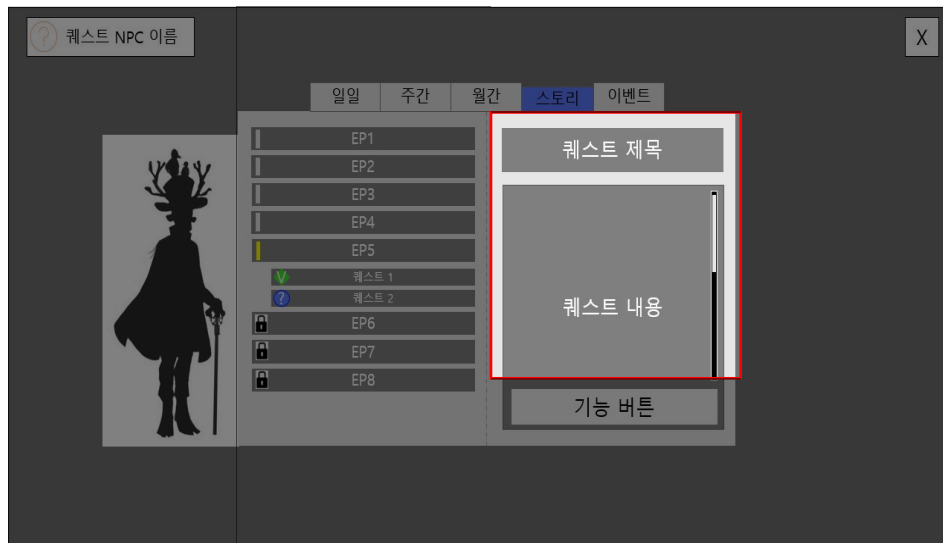 퀘스트 NPC 이름
X
일일 주간 월간 스토리 이벤트
EP1
EP2
EP3
EP4
EP5
V 퀘스트 1
? 퀘스트 2
EP6
EP7
EP8
퀘스트 제목
퀘스트 내용
기능 버튼